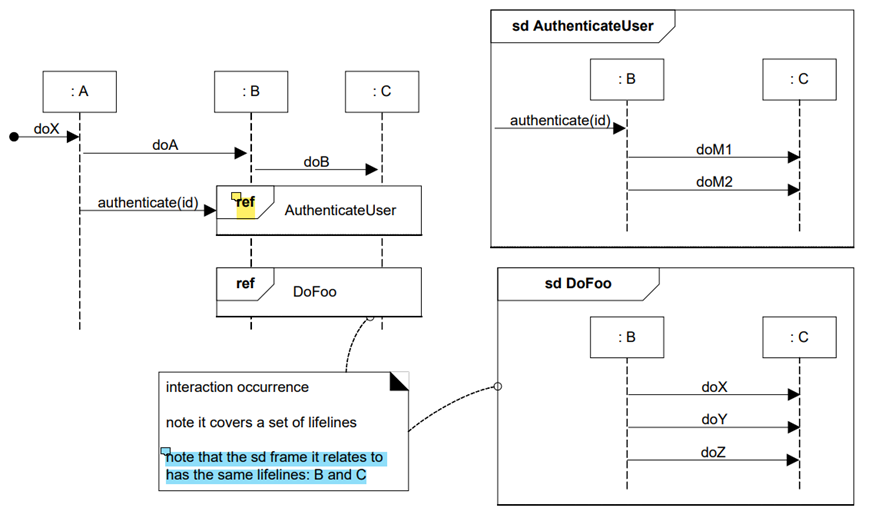 sd AuthenticateUser
: A
: B
: C
: B
: C
doX
doA
doB
authenticate(id)
doM1
doM2
authenticate(id)
ref
AuthenticateUser
ref
DoFoo
sd DoFoo
: B
: C
doX
doY
doZ
interaction occurrence
note it covers a set of lifelines
note that the sd frame it relates to
has the same lifelines: B and C